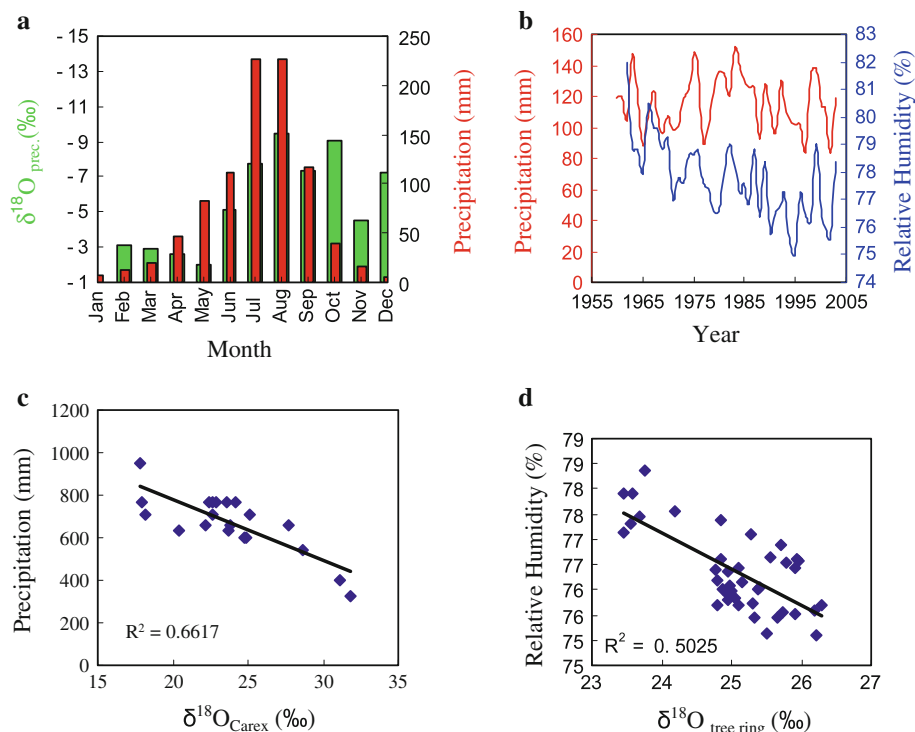 a
- 15
- 13
- 11
- 9
- 7
- 5
- 3
- 1
δ18O prec. (‰)
250
200
150
100
50
0
Precipitation (mm)
Jan Feb Mar Apr May Jun Jul Aug Sep Oct Nov Dec
Month
b
160
140
120
100
80
60
40
20
0
Precipitation (mm)
83
82
81
80
79
78
77
76
75
74
Relative Humidity (%)
1955 1965 1975 1985 1995 2005
Year
c
1200
1000
800
600
400
200
0
Precipitation (mm)
R2 = 0.6617
15 20 25 30 35
δ18OCarex (‰)
d
79
78
78
77
77
76
76
75
75
Relative Humidity (%)
R2 = 0.5025
23 24 25 26 27
δ18O tree ring (‰)